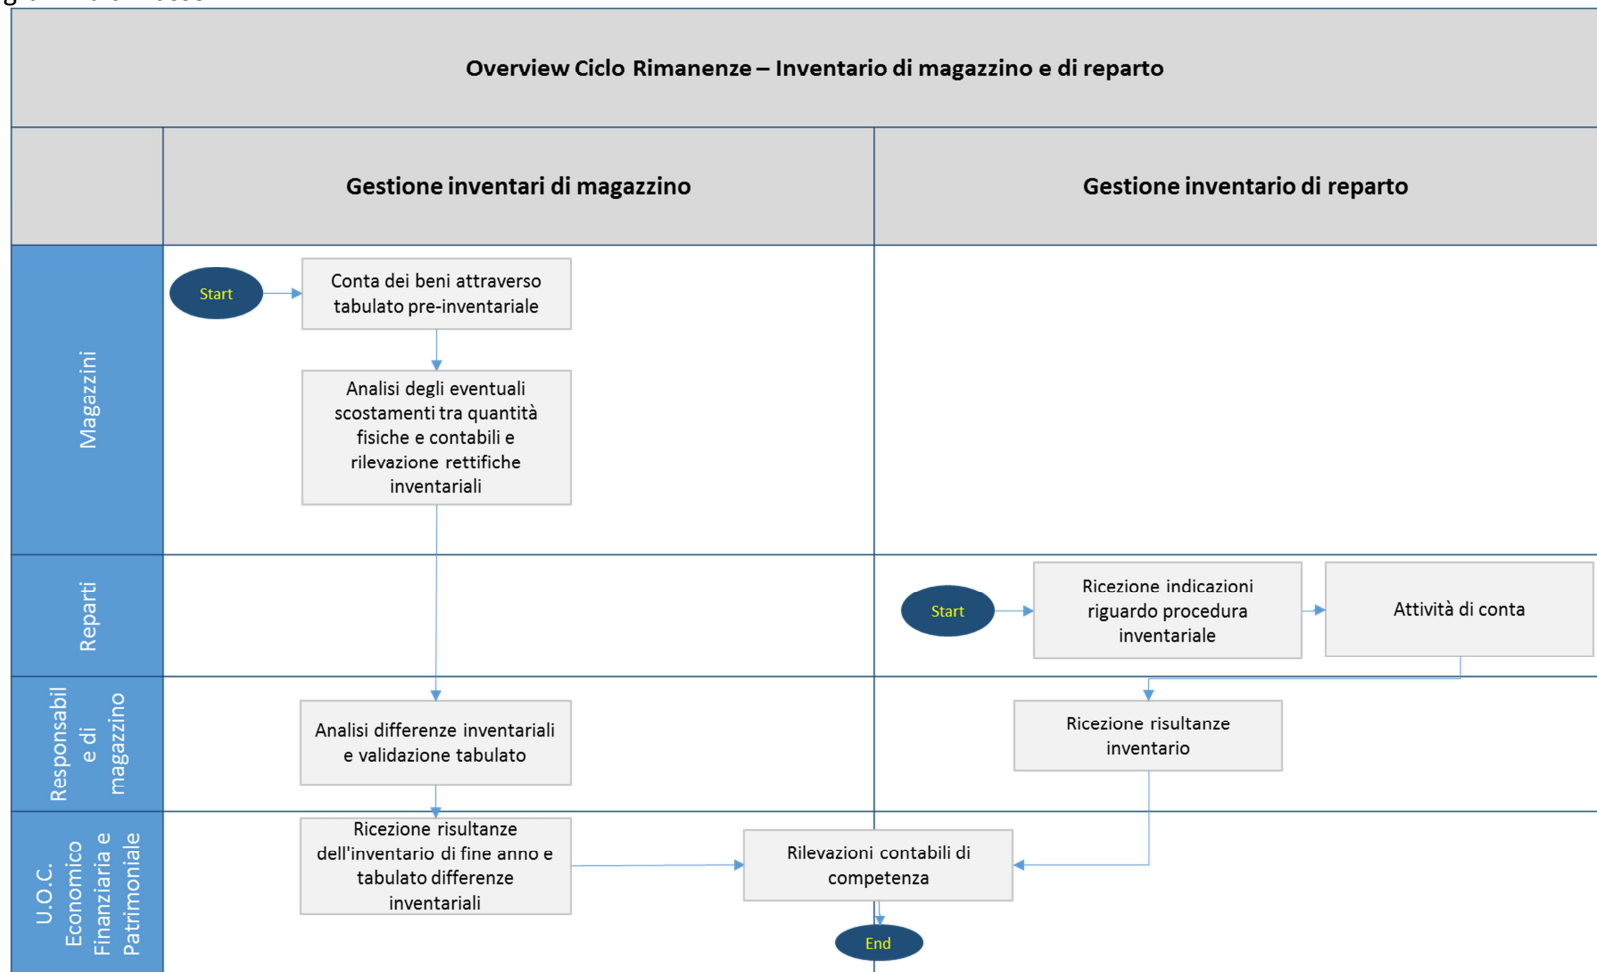 Overview Ciclo Rimanenze – Inventario di magazzino e di reparto
Gestione inventari di magazzino
Gestione inventario di reparto
Magazzini
Start
Conta dei beni attraverso
tabulato pre-inventariale
Analisi degli eventuali
scostamenti tra quantità
fisiche e contabili e
rilevazione rettifiche
inventariali
Reparti
Start
Ricezione indicazioni
riguardo procedura
inventariale
Attività di conta
Responsabil
e di
magazzino
Analisi differenze inventariali
e validazione tabulato
Ricezione risultanze
inventario
U.O.C.
Economico
Finanziaria e
Patrimoniale
Ricezione risultanze
dell'inventario di fine anno e
tabulato differenze
inventariali
Rilevazioni contabili di
competenza
End